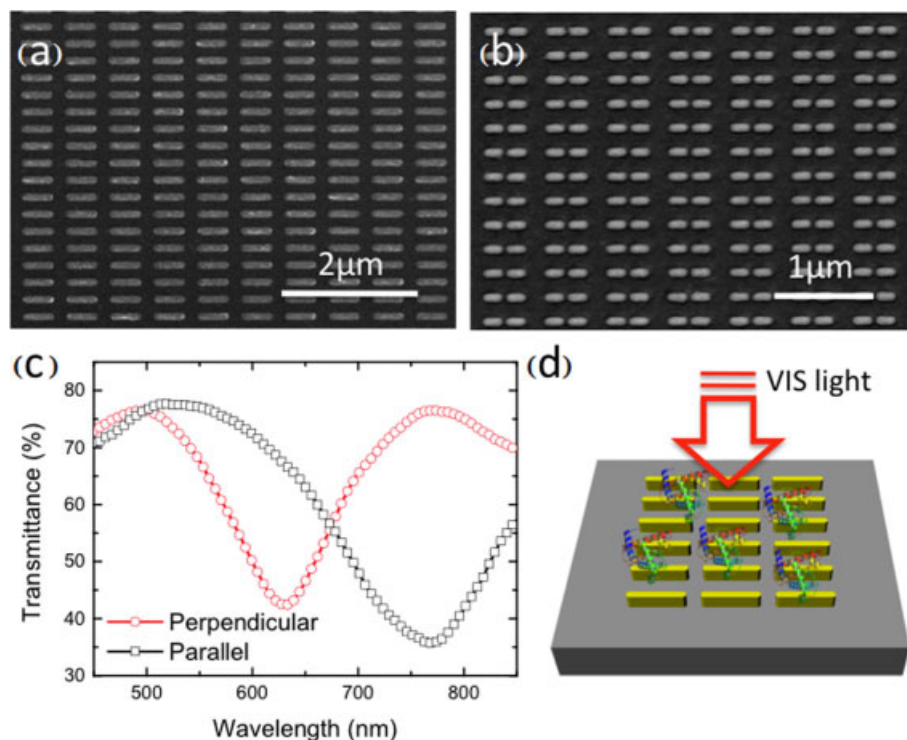 (a)
2μm
(b)
1μm
(c)
Transmittance (%)
80
70
60
50
40
30
Perpendicular
Parallel
500
600
700
800
Wavelength (nm)
(d)
VIS light